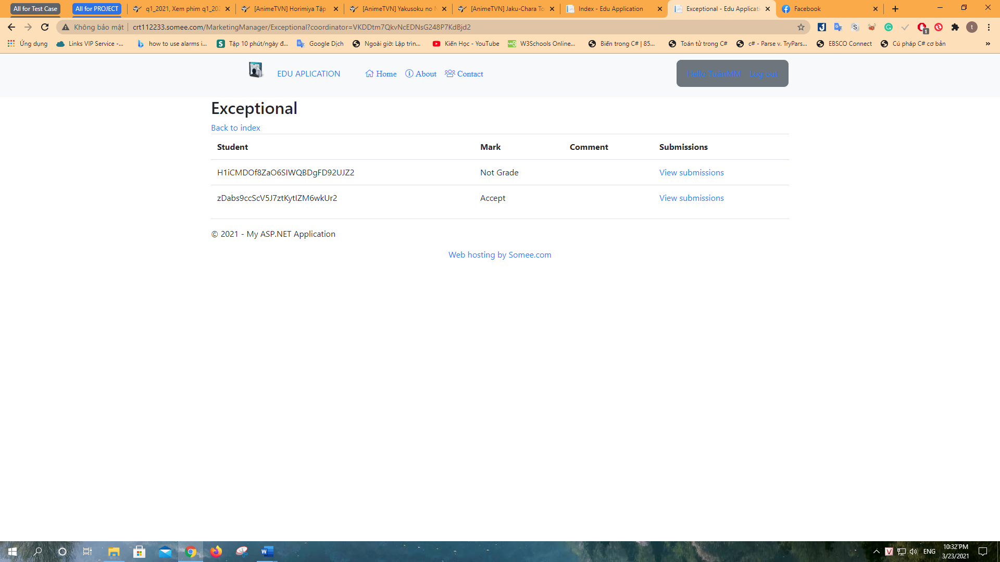 All for Test Case
All for PROJECT
q1_2021, Xem phim q1_202
[AnimeTVN] Horimiya Tập
[AnimeTVN] Yakusoku no N
[AnimeTVN] Jaku-Chara To
Index - Edu Application
Exceptional - Edu Applicati
Facebook
Không bảo mật
crt112233.somee.com/MarketingManager/Exceptional?coordinator=VKDDtm7QkvNcEDNsG248P7KdBjd2
t
1
Ứng dụng
Links VIP Service -...
how to use alarms i...
Tập 10 phút/ngày đ...
Google Dịch
Ngoài giờ: Lập trìn...
Kiến Học - YouTube
W3Schools Online...
Biến trong C# | 85...
Toán tử trong C#
c# - Parse v. TryPars...
EBSCO Connect
Cú pháp C# cơ bản
»
EDU APLICATION
Home
About
Contact
Hello TuânMM
Log out
Exceptional
Back to index
Student Mark Comment Submissions
H1iCMDOf8ZaO6SIWQBDgFD92UJZ2 Not Grade View submissions
zDabs9ccScV5J7ztKytIZM6wkUr2 Accept View submissions
© 2021 - My ASP.NET Application
Web hosting by Somee.com
ENG
10:32 PM
3/23/2021